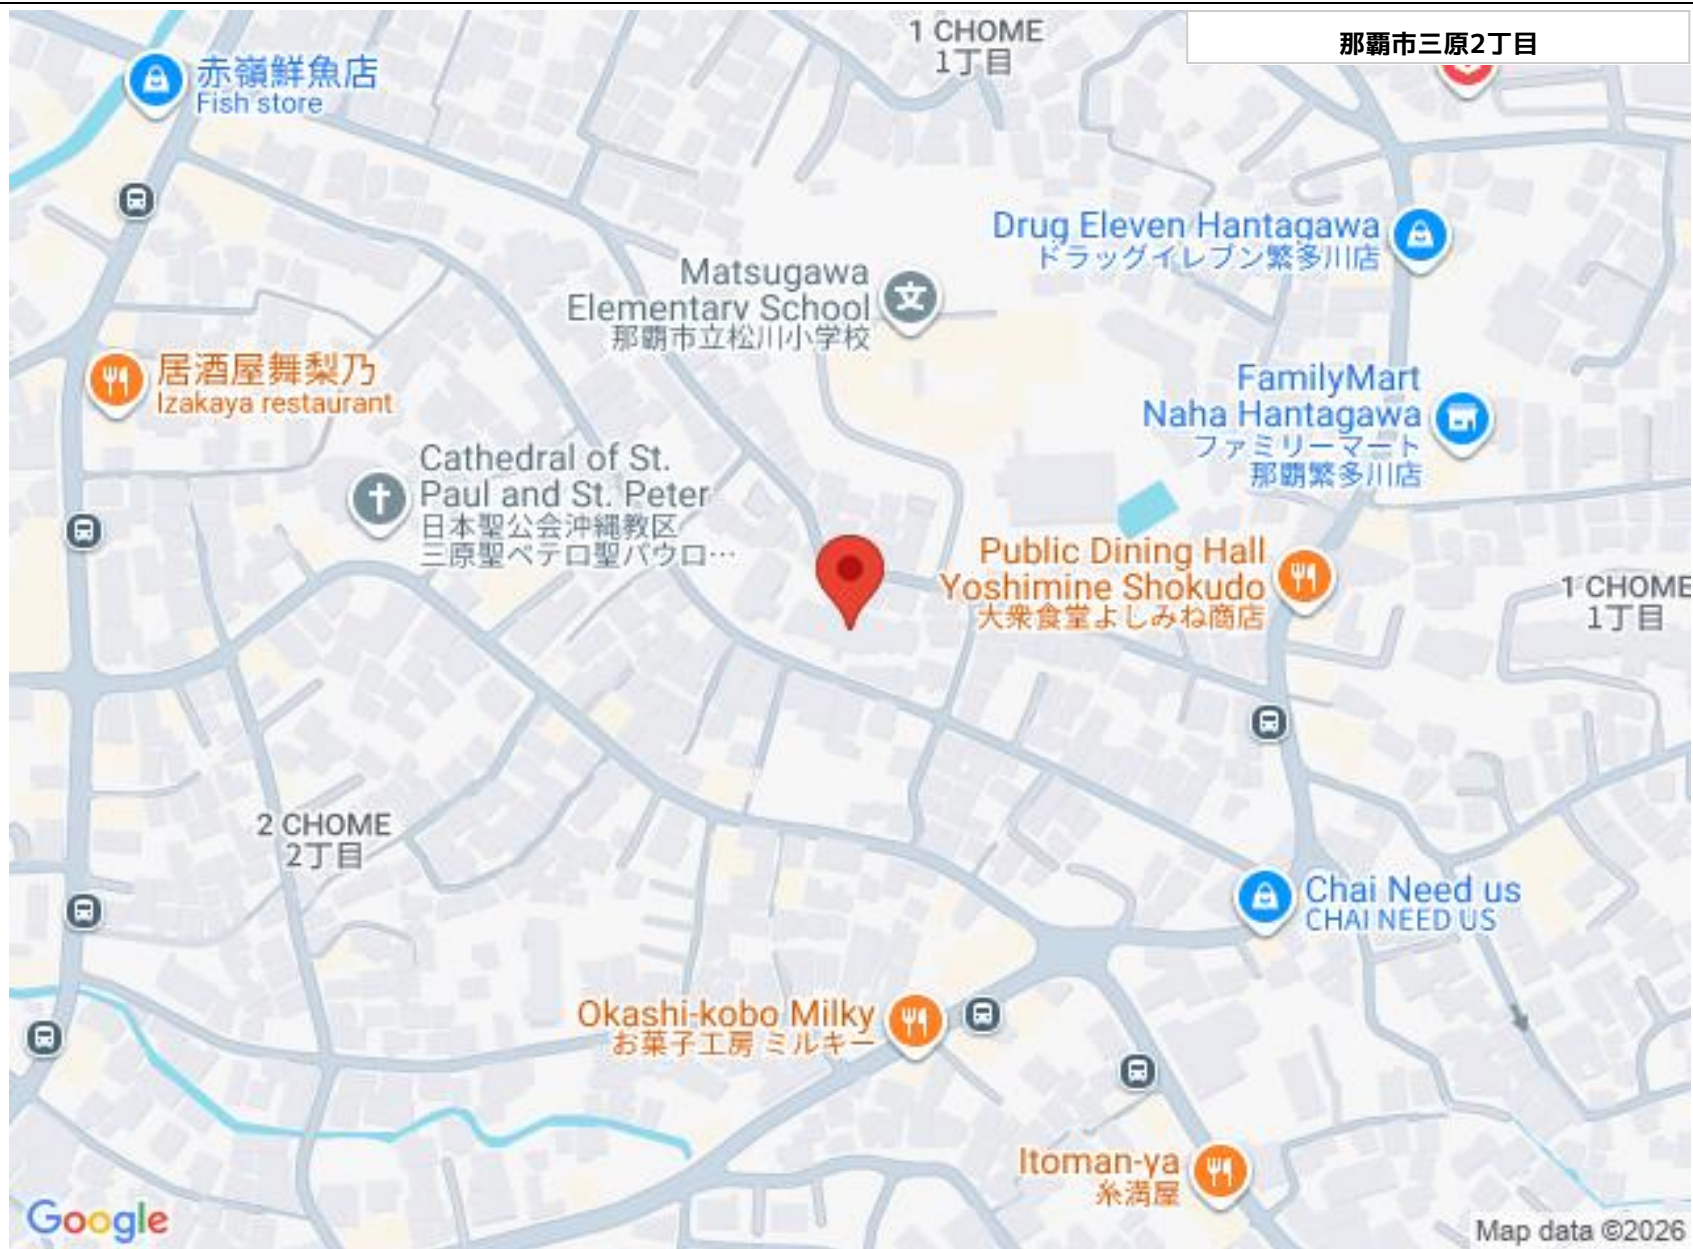 1 CHOME
1丁目
那覇市三原2丁目
赤嶺鮮魚店
Fish store
Drug Eleven Hantagawa
ドラッグイレブン繁多川店
Matsugawa
Elementary School
那覇市立松川小学校
居酒屋舞梨乃
Izakaya restaurant
FamilyMart
Naha Hantagawa
ファミリーマート
那覇繁多川店
Cathedral of St.
Paul and St. Peter
日本聖公会沖縄教区
三原聖ペテロ聖パウロ…
Public Dining Hall
Yoshimine Shokudo
大衆食堂よしみね商店
1 CHOME
1丁目
2 CHOME
2丁目
Chai Need us
CHAI NEED US
Okashi-kobo Milky
お菓子工房 ミルキー
Itoman-ya
糸満屋
Google
Map data ©2026